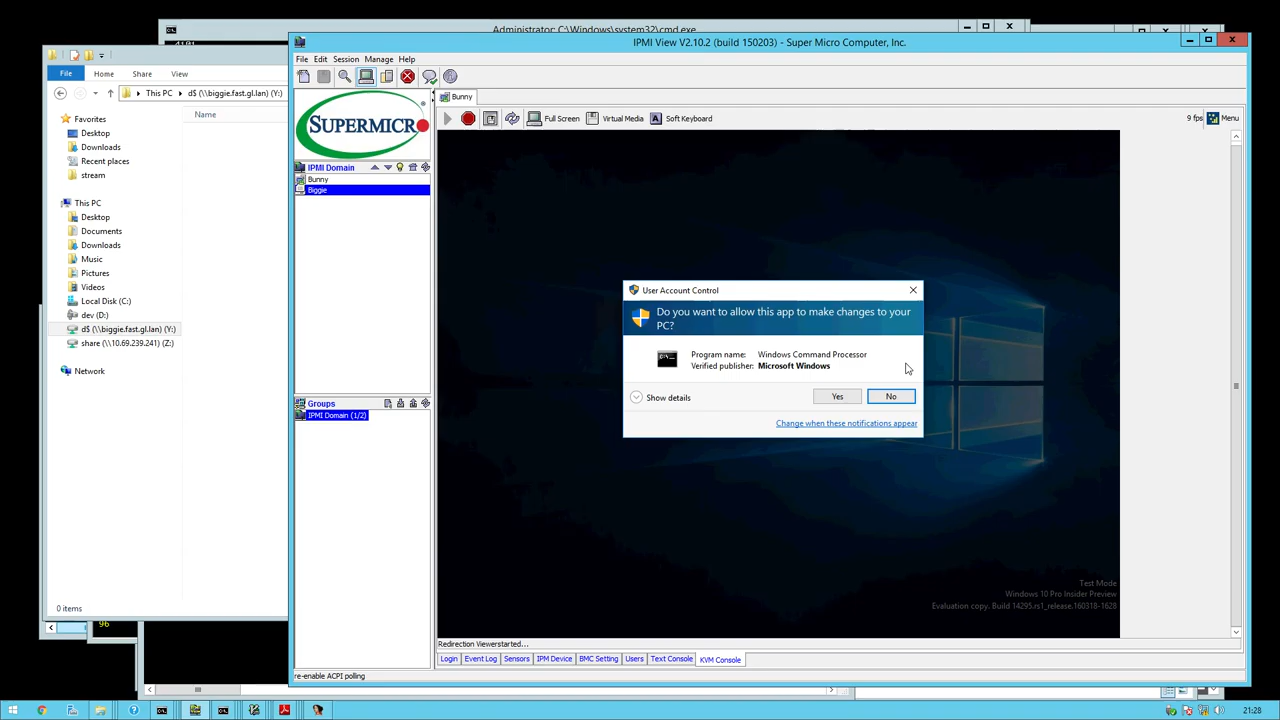 Administrator: C:\Windows\system32\cmd.exe
4101
IPMI View V2.10.2 (build 150203) - Super Micro Computer, Inc.
File Edit Session Manage Help
File Home Share View
This PC d$ (\\biggie.fast.gl.lan) (Y:)
Name
Favorites
Desktop
Downloads
Recent places
stream
This PC
Desktop
Documents
Downloads
Music
Pictures
Videos
Local Disk (C:)
dev (D:)
d$ (\\biggie.fast.gl.lan) (Y:)
share (\\10.69.239.241) (Z:)
Network
0 items
96
SUPERMICRO
IPMI Domain
Bunny
Biggie
Groups
IPMI Domain (1/2)
Bunny
Full Screen Virtual Media A Soft Keyboard 9 fps Menu
User Account Control
Do you want to allow this app to make changes to your
PC?
Program name: Windows Command Processor
Verified publisher: Microsoft Windows
Show details Yes No
Change when these notifications appear
Test Mode
Windows 10 Pro Insider Preview
Evaluation copy. Build 14295.rs1_release.160318-1628
Redirection Viewerstarted...
Login Event Log Sensors IPM Device BMC Setting Users Text Console KVM Console
re-enable ACPI polling
21:28